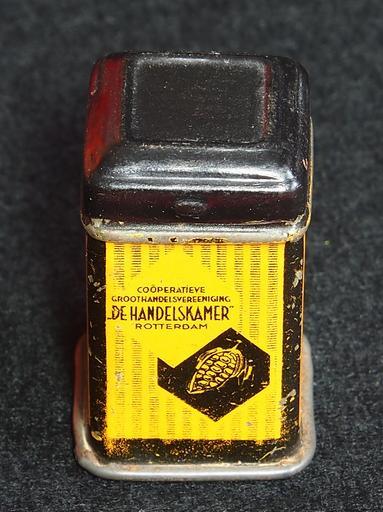 COÖPERATIEVE
GROOTHANDELSVEREENIGING
„DE HANDELSKAMER”
ROTTERDAM